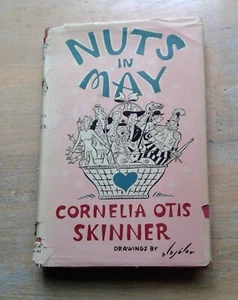 NUTS
IN
MAY
CORNELIA OTIS
SKINNER
DRAWINGS BY